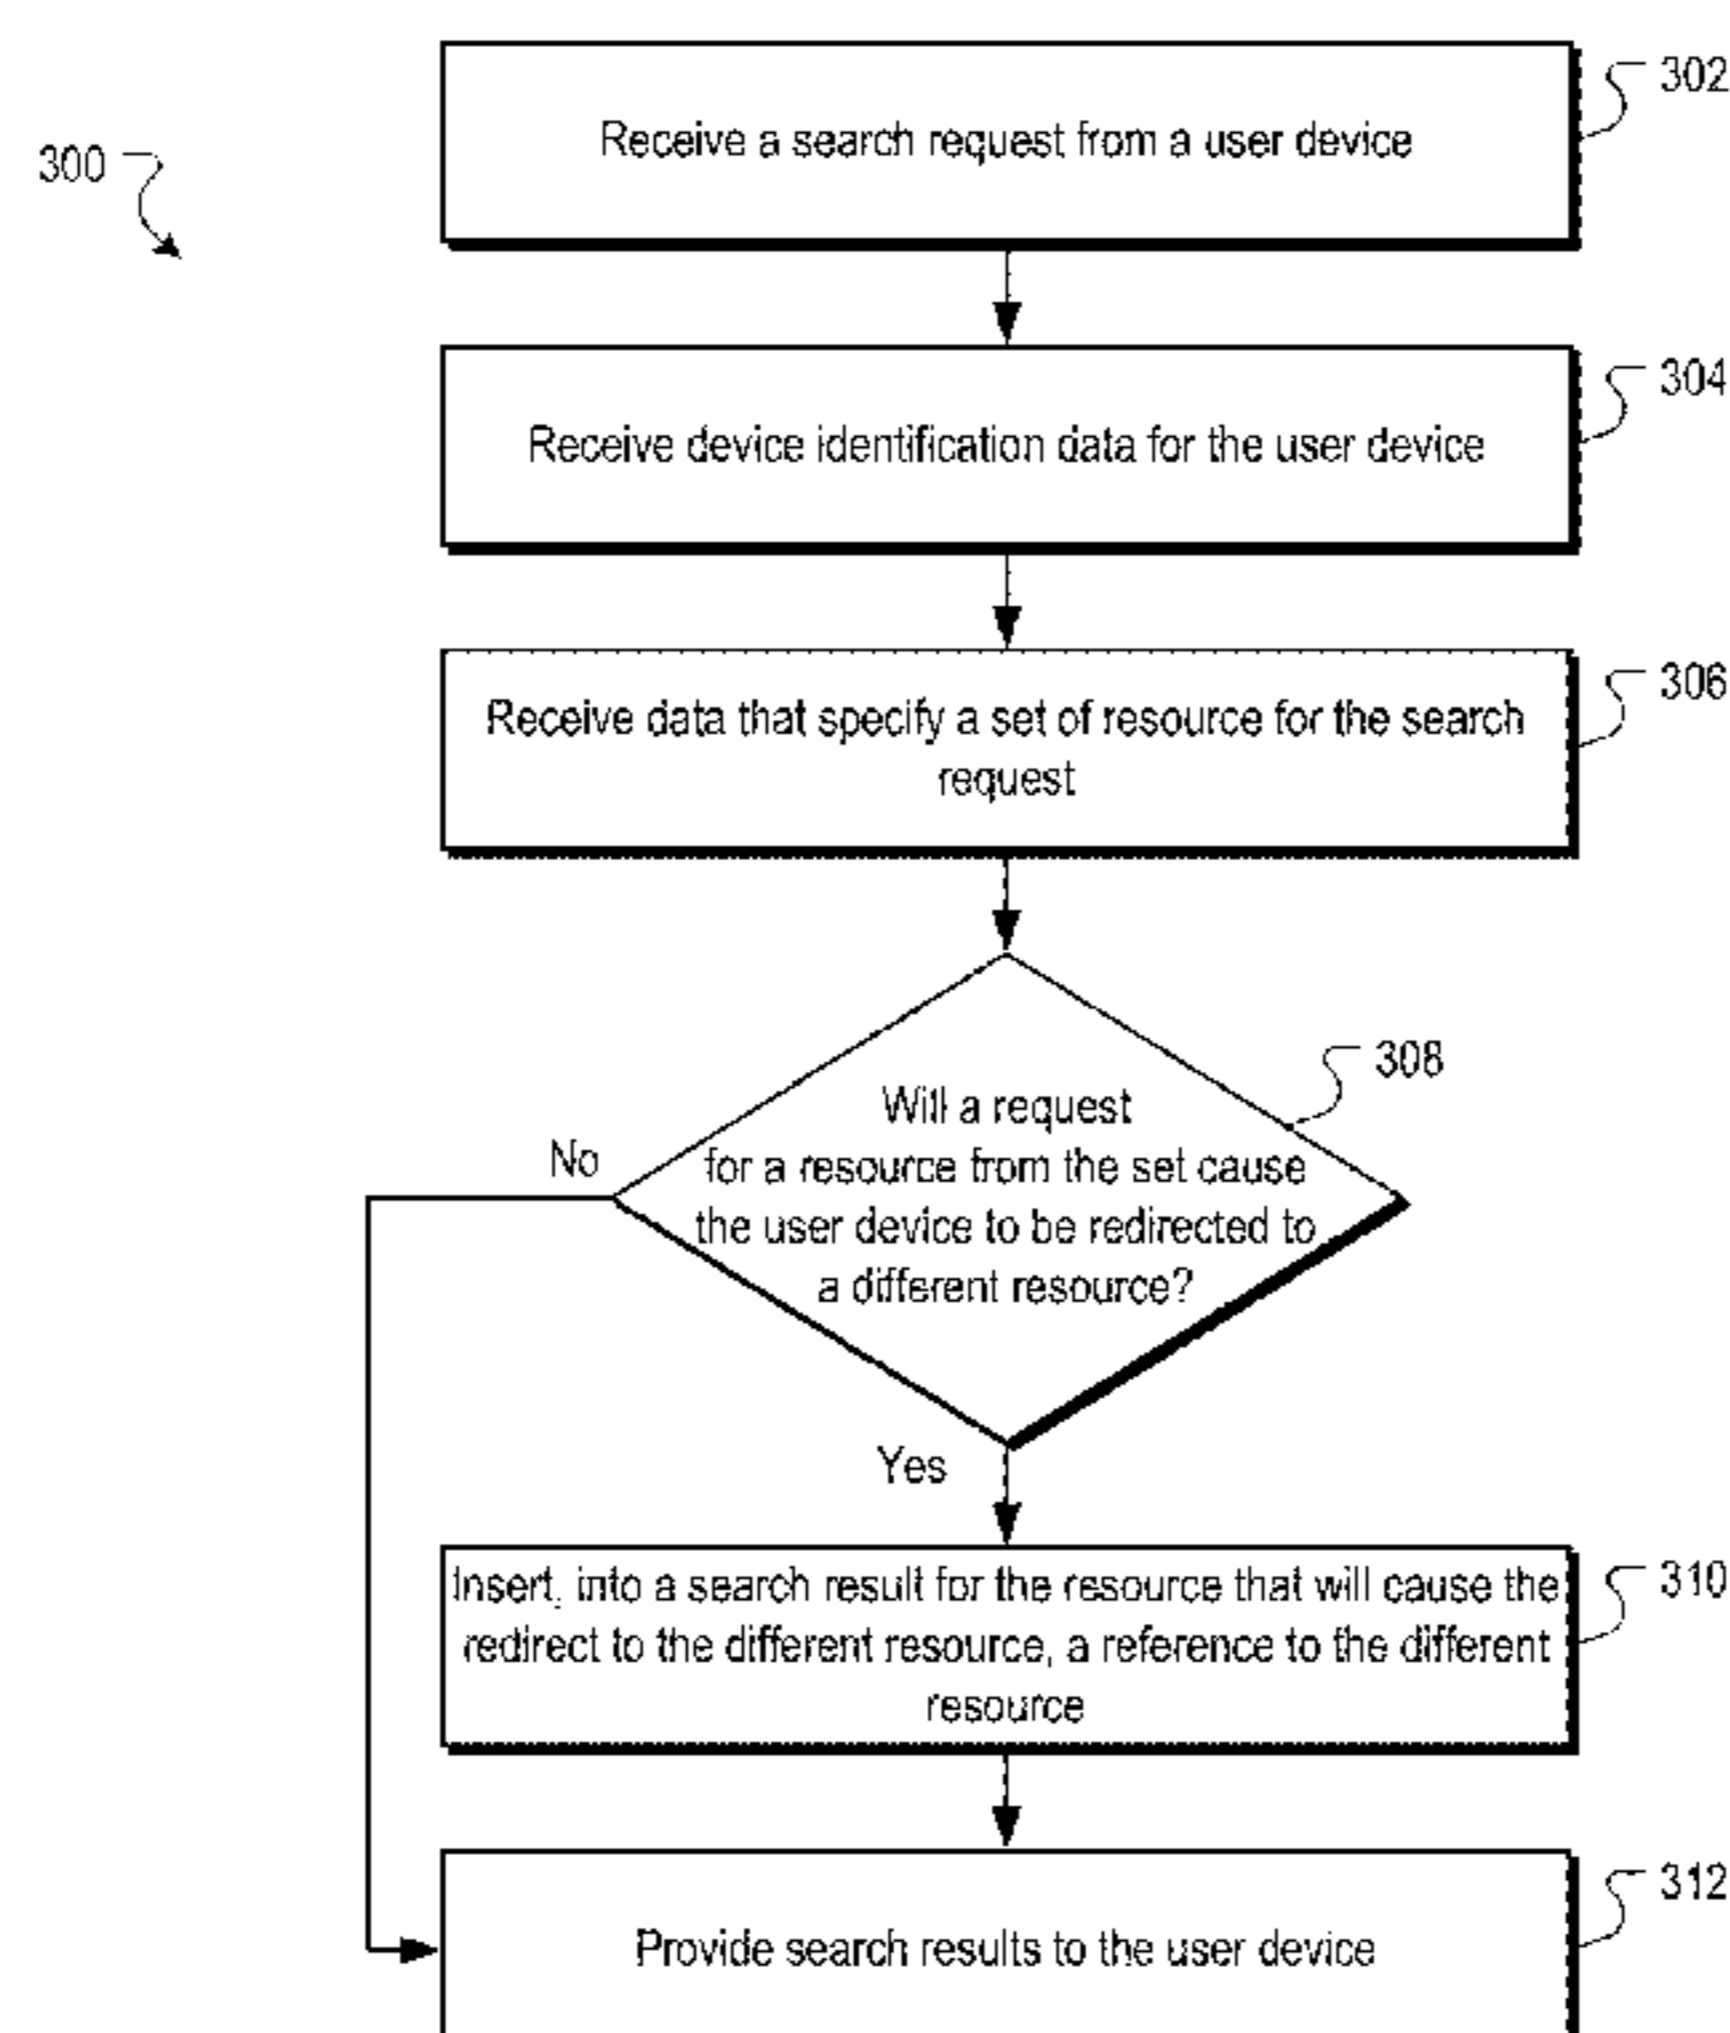 302
Receive a search request from a user device
300
304
Receive device identification data for the user device
306
Receive data that specify a set of resource for the search
request
308
Will a request
No
for a resource from the set cause
the user device to be redirected to
a different resource?
Yes
310
Insert, into a search result for the resource that will cause the
redirect to the different resource, a reference to the different
resource
312
Provide search results to the user device